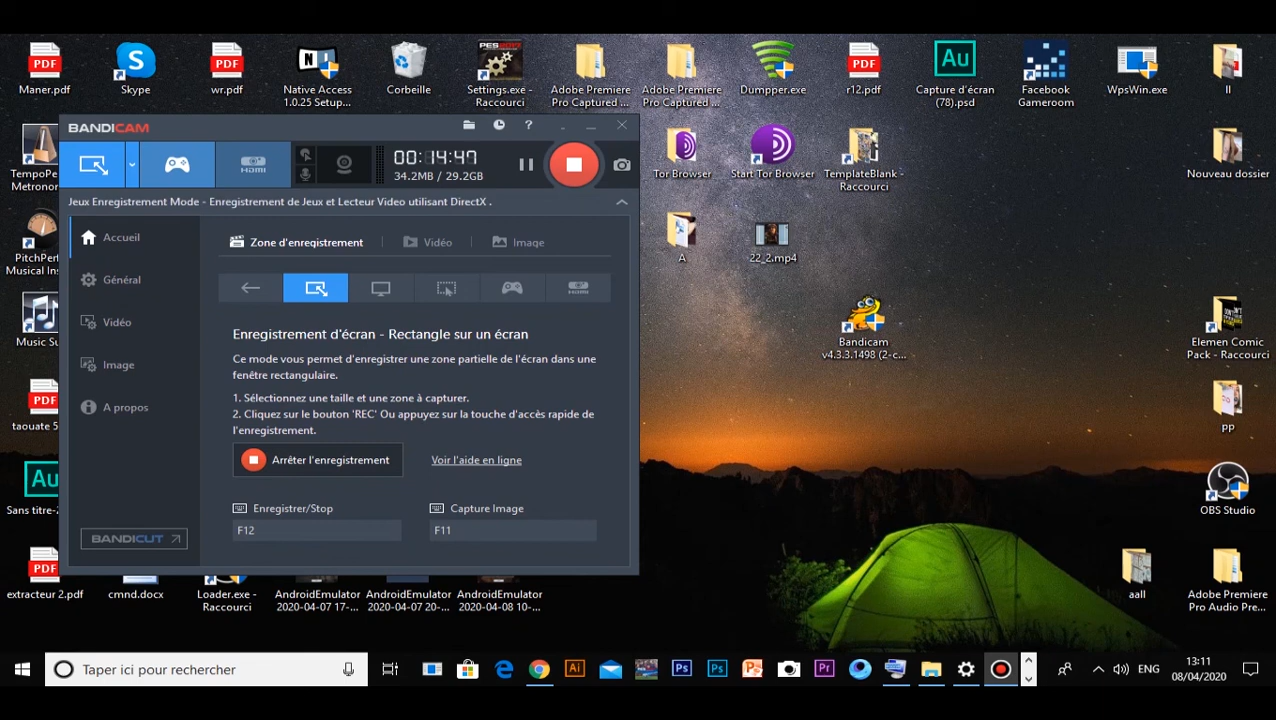 Maner.pdf
Skype
wr.pdf
Native Access
1.0.25 Setup...
Corbeille
Settings.exe -
Raccourci
Adobe Premiere
Pro Captured ...
Adobe Premiere
Pro Captured ...
Dumpper.exe
r12.pdf
Capture d'écran
(78).psd
Facebook
Gameroom
WpsWin.exe
II
BANDICAM
00:14:47
34.2MB / 29.2GB
HDMI
TempoPe
Metronor
Tor Browser
Start Tor Browser
TemplateBlank -
Raccourci
Nouveau dossier
Jeux Enregistrement Mode - Enregistrement de Jeux et Lecteur Video utilisant DirectX .
Accueil
Général
Vidéo
Image
A propos
BANDICUT
Zone d'enregistrement
Vidéo
Image
HDMI
Enregistrement d'écran - Rectangle sur un écran
Ce mode vous permet d'enregistrer une zone partielle de l'écran dans une
fenêtre rectangulaire.
1. Sélectionnez une taille et une zone à capturer.
2. Cliquez sur le bouton 'REC' Ou appuyez sur la touche d'accès rapide de
l'enregistrement.
Arrêter l'enregistrement
Voir l'aide en ligne
Enregistrer/Stop
Capture Image
F12
F11
PitchPerf
Musical Ins
A
22_2.mp4
Music Su
Bandicam
v4.3.3.1498 (2-c...
Elemen Comic
Pack - Raccourci
taouate 5
pp
Sans titre-2
OBS Studio
extracteur 2.pdf
cmnd.docx
Loader.exe -
Raccourci
AndroidEmulator
2020-04-07 17-...
AndroidEmulator
2020-04-07 20-...
AndroidEmulator
2020-04-08 10-...
aall
Adobe Premiere
Pro Audio Pre...
Taper ici pour rechercher
ENG
13:11
08/04/2020